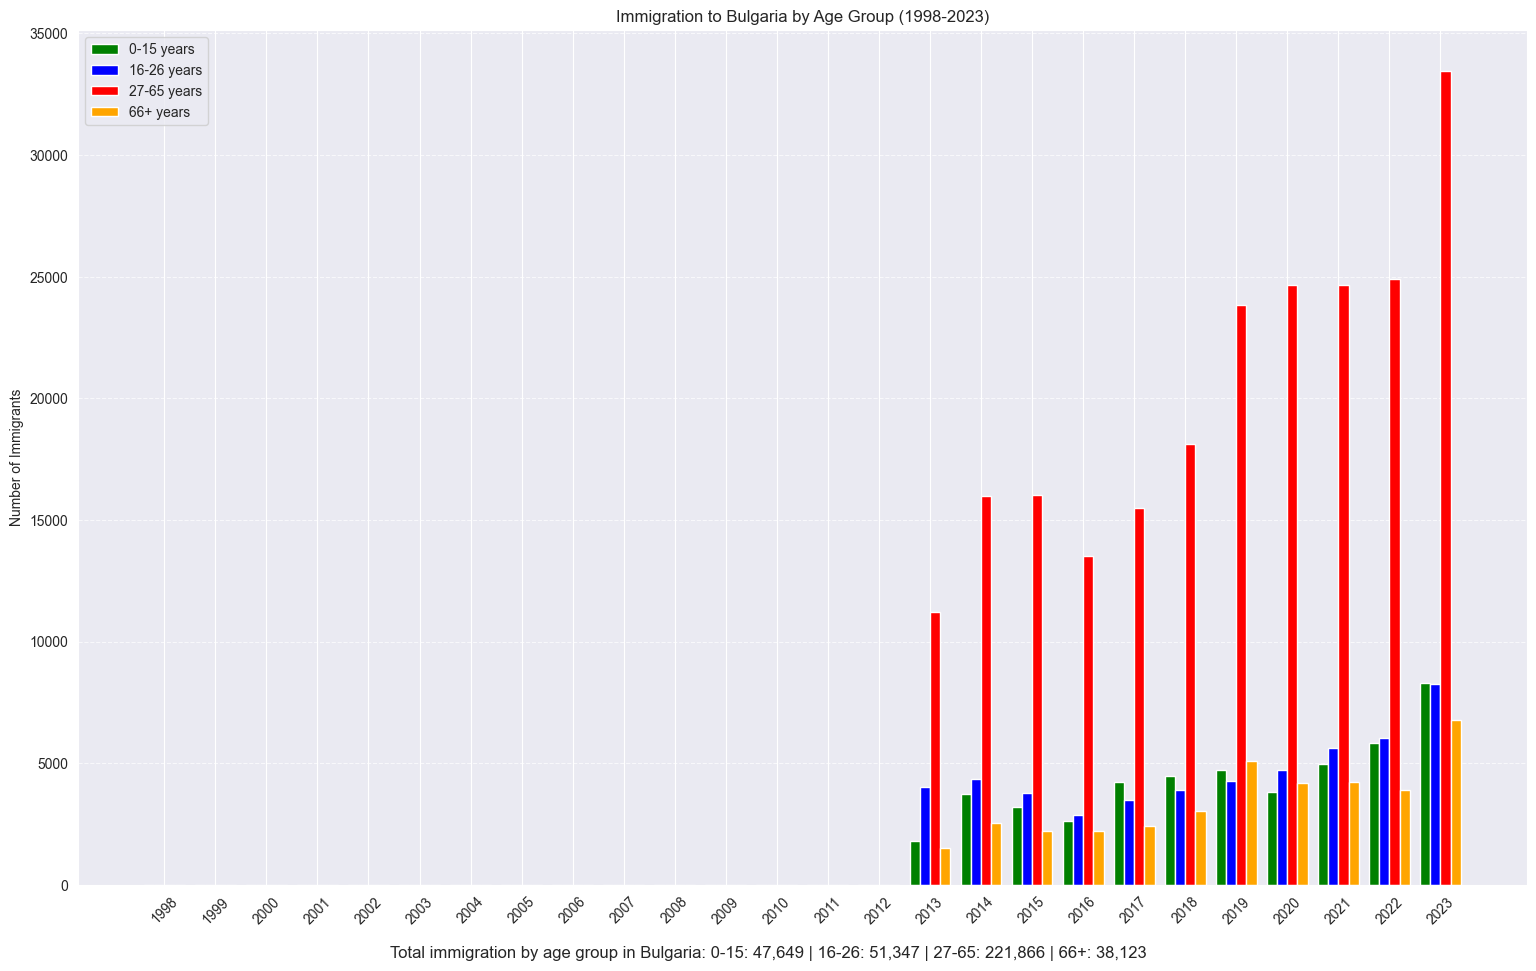 Immigration to Bulgaria by Age Group (1998-2023)
0-15 years
16-26 years
27-65 years
66+ years
Number of Immigrants
35000
30000
25000
20000
15000
10000
5000
0
1998 1999 2000 2001 2002 2003 2004 2005 2006 2007 2008 2009 2010 2011 2012 2013 2014 2015 2016 2017 2018 2019 2020 2021 2022 2023
Total immigration by age group in Bulgaria: 0-15: 47,649 | 16-26: 51,347 | 27-65: 221,866 | 66+: 38,123